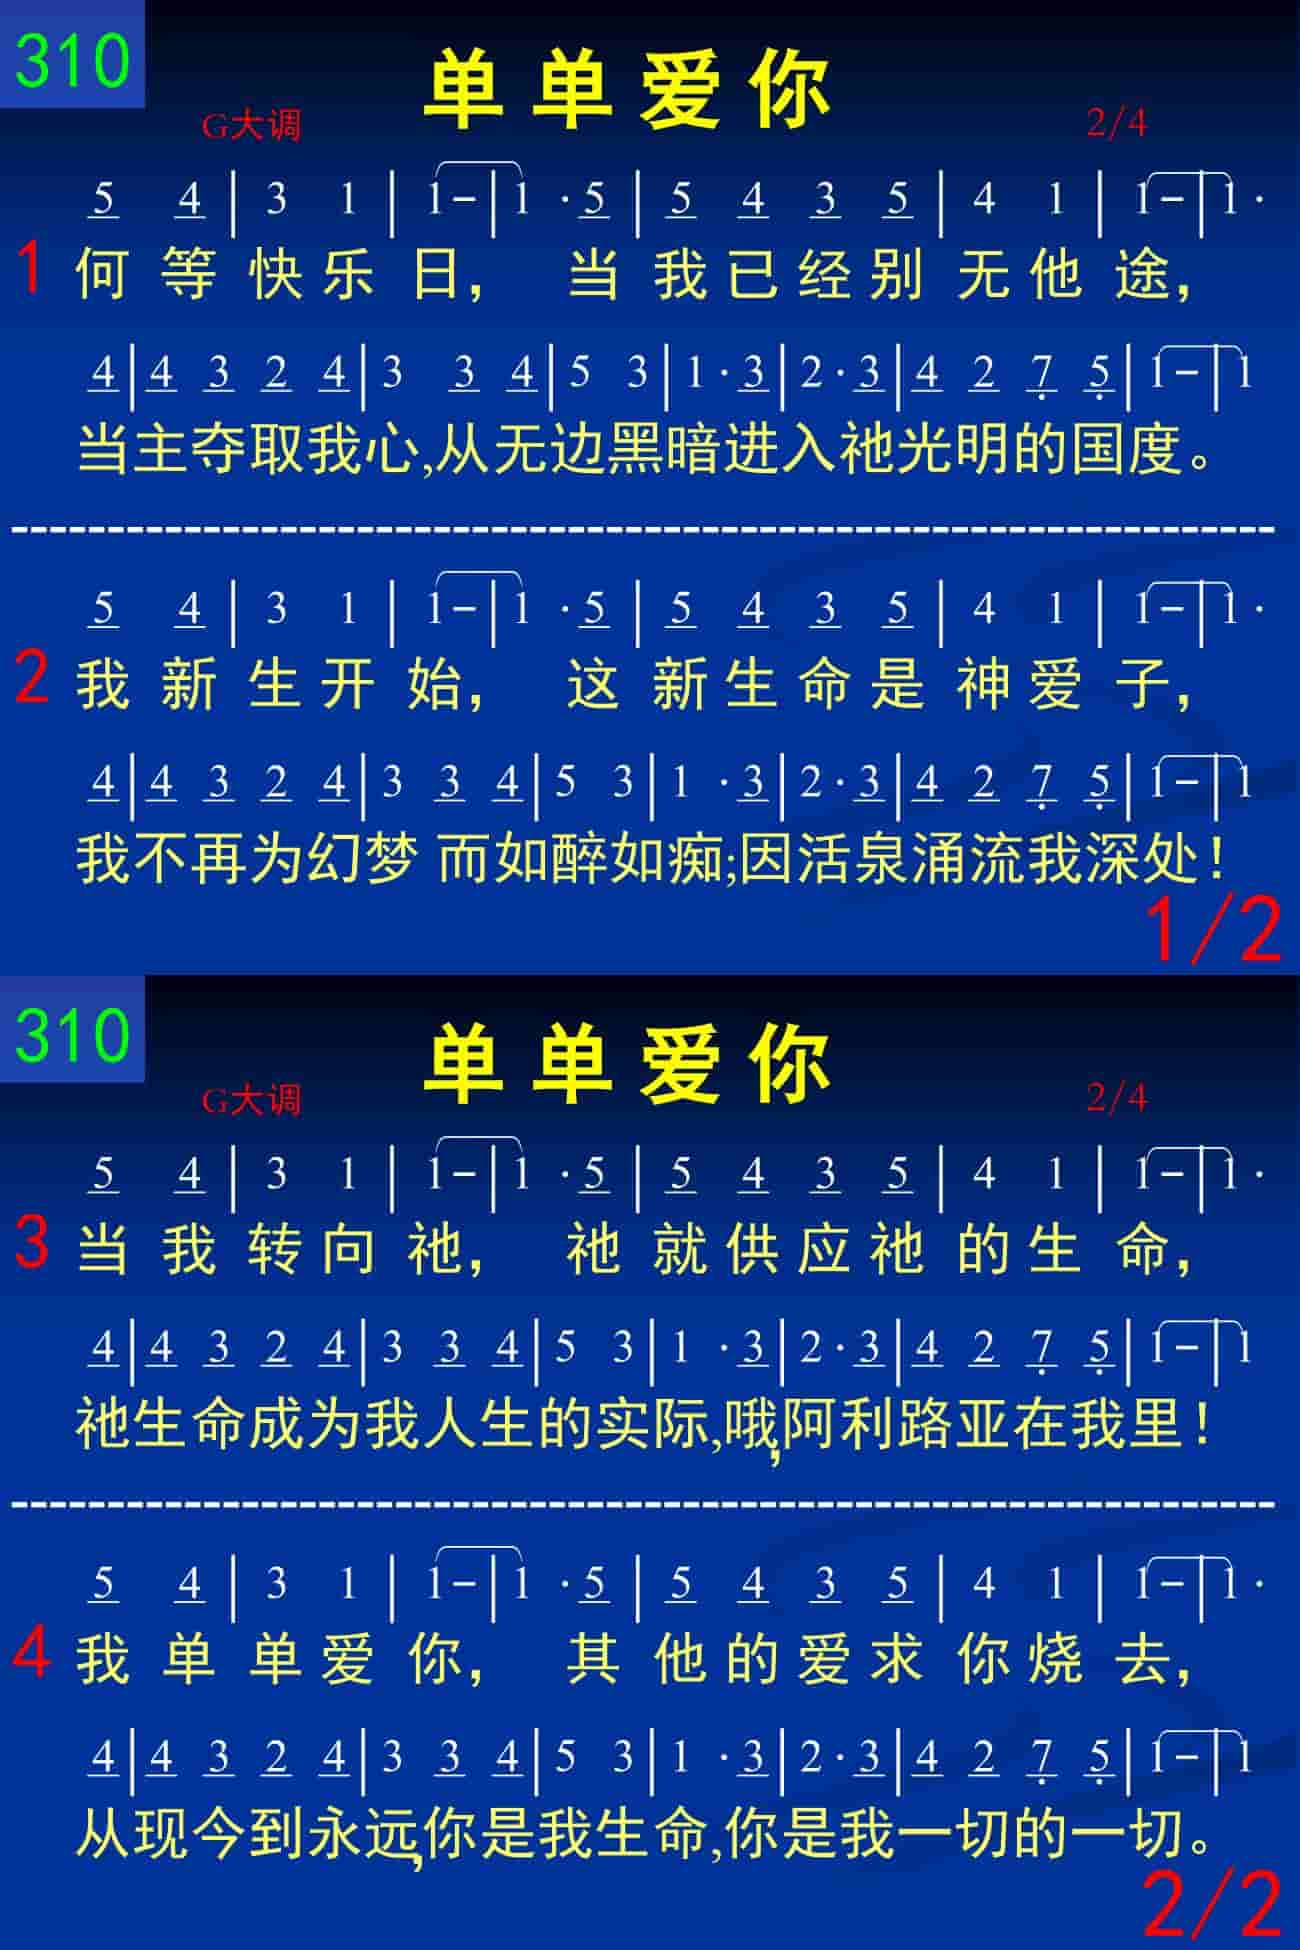 310
单单爱你
G大调 2/4
5 4 | 3 1 | 1 - | 1 · 5 | 5 4 3 5 | 4 1 | 1 - | 1 ·
1 何等快乐日， 当我已经别无他途，
4 | 4 3 2 4 | 3 3 4 | 5 3 | 1 · 3 | 2 · 3 | 4 2 7 5 | 1 - | 1
当主夺取我心,从无边黑暗进入祂光明的国度。
2
5 4 | 3 1 | 1 - | 1 · 5 | 5 4 3 5 | 4 1 | 1 - | 1 ·
我新生开始， 这新生命是神爱子，
4 | 4 3 2 4 | 3 3 4 | 5 3 | 1 · 3 | 2 · 3 | 4 2 7 5 | 1 - | 1
我不再为幻梦 而如醉如痴;因活泉涌流我深处！
1/2
310
单单爱你
G大调 2/4
5 4 | 3 1 | 1 - | 1 · 5 | 5 4 3 5 | 4 1 | 1 - | 1 ·
3 当我转向祂， 祂就供应祂的生命，
4 | 4 3 2 4 | 3 3 4 | 5 3 | 1 · 3 | 2 · 3 | 4 2 7 5 | 1 - | 1
祂生命成为我人生的实际,哦,阿利路亚在我里！
5 4 | 3 1 | 1 - | 1 · 5 | 5 4 3 5 | 4 1 | 1 - | 1 ·
4 我单单爱你， 其他的爱求你烧去，
4 | 4 3 2 4 | 3 3 4 | 5 3 | 1 · 3 | 2 · 3 | 4 2 7 5 | 1 - | 1
从现今到永远,你是我生命,你是我一切的一切。
2/2